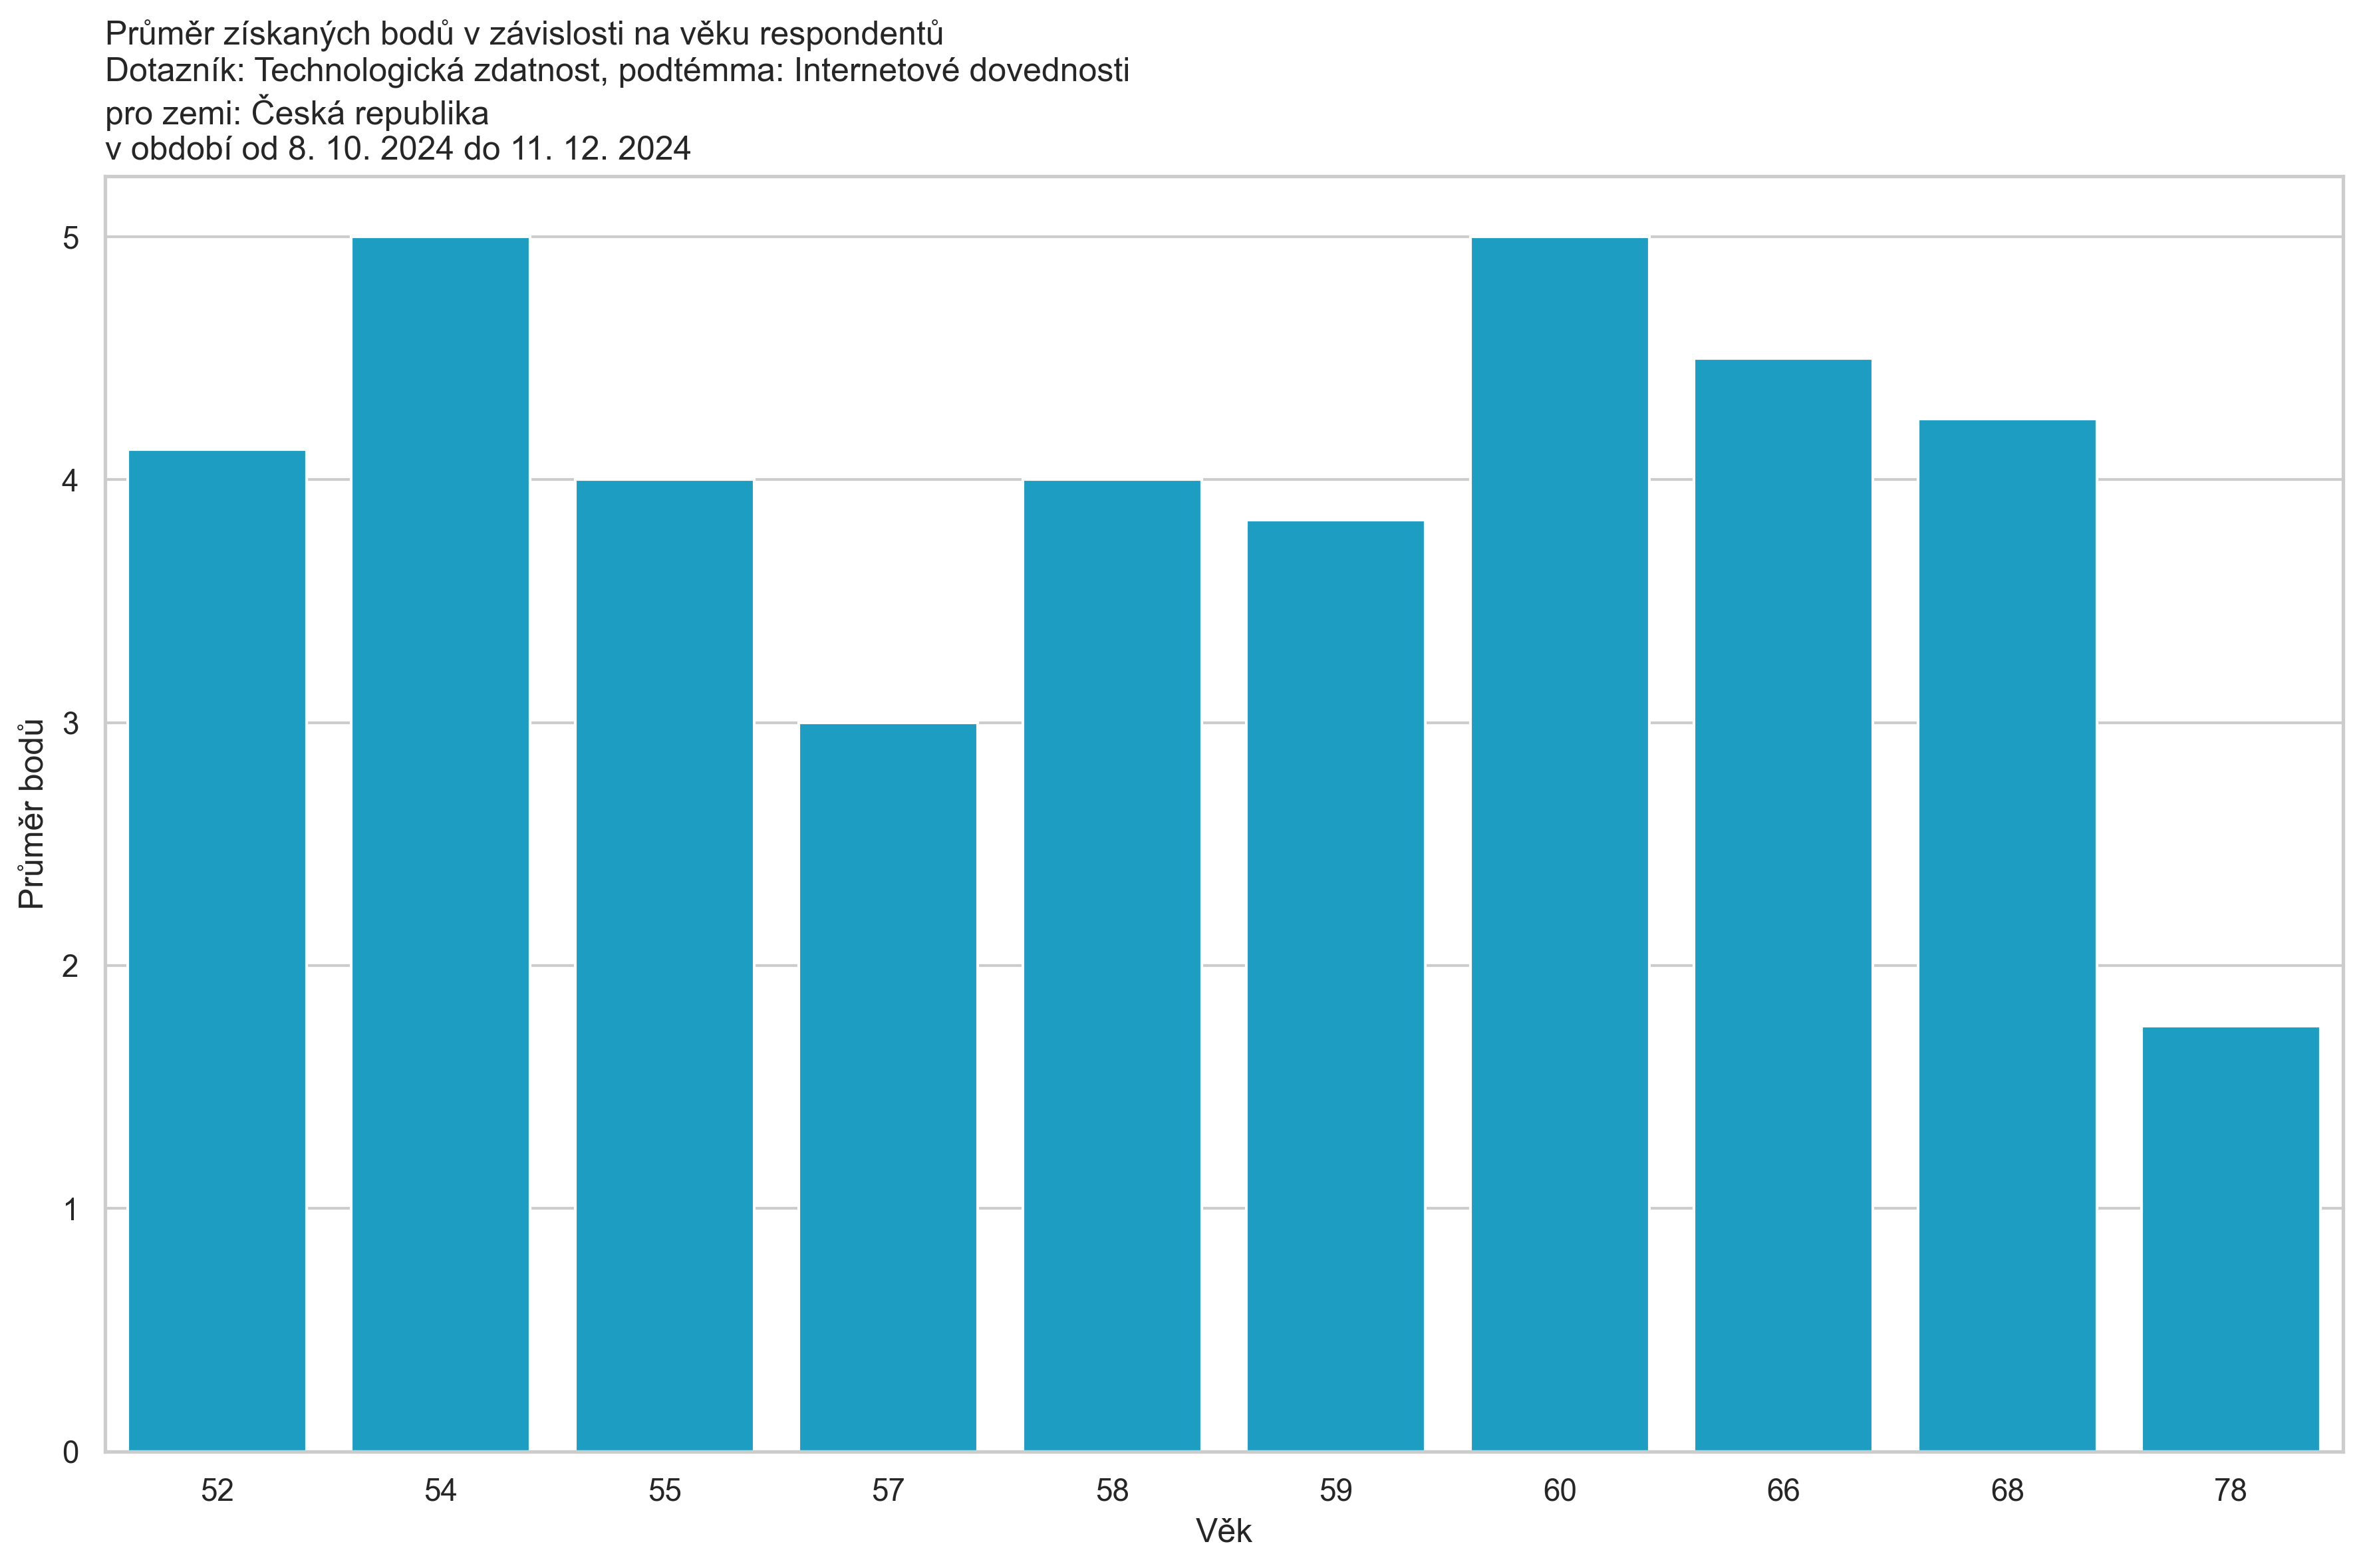 Průměr získaných bodů v závislosti na věku respondentů
Dotazník: Technologická zdatnost, podtémma: Internetové dovednosti
pro zemi: Česká republika
v období od 8. 10. 2024 do 11. 12. 2024
5
4
3
2
1
0
Průměr bodů
52 54 55 57 58 59 60 66 68 78
Věk